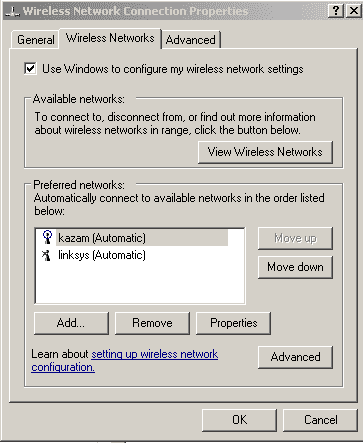 Wireless Network Connection Properties
General
Wireless Networks
Advanced
Use Windows to configure my wireless network settings
Available networks:
To connect to, disconnect from, or find out more information
about wireless networks in range, click the button below.
View Wireless Networks
Preferred networks:
Automatically connect to available networks in the order listed
below:
kazam (Automatic)
linksys (Automatic)
Move up
Move down
Add...
Remove
Properties
Learn about setting up wireless network
configuration.
Advanced
OK
Cancel